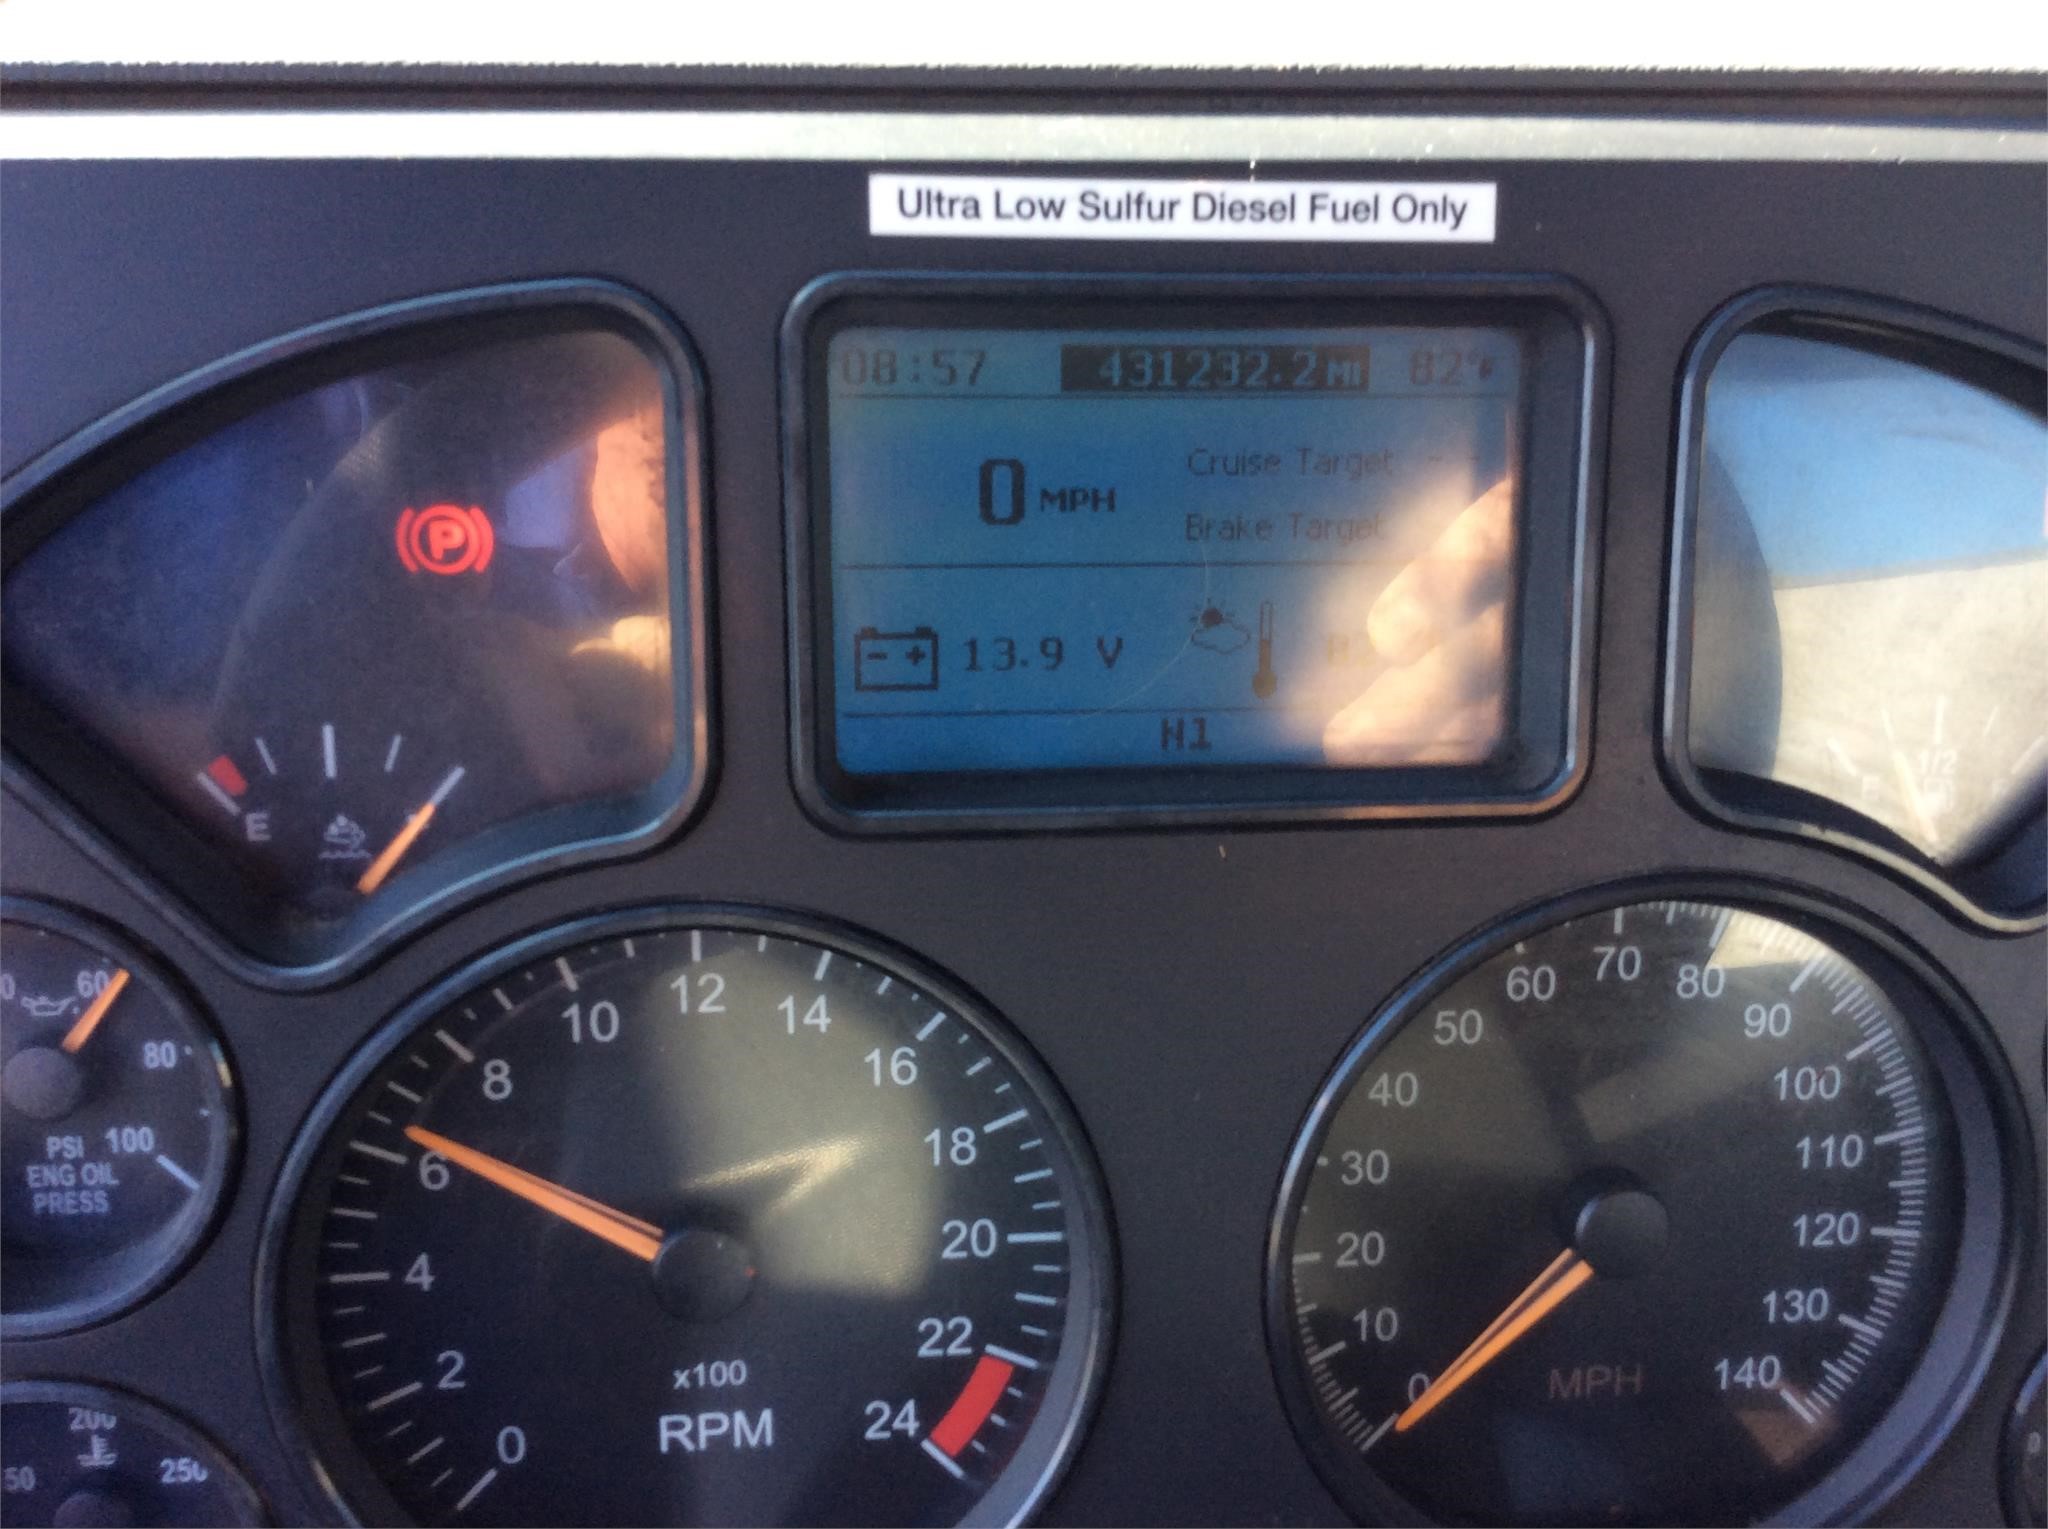 Ultra Low Sulfur Diesel Fuel Only
08:57 431232.2 MI 82°F
0 MPH
Cruise Target - -
Brake Target
- + 13.9 V
N1
E
E 1/2
60
80
100
PSI
ENG OIL
PRESS
0 2 4 6 8 10 12 14 16 18 20 22 24
x100
RPM
0 10 20 30 40 50 60 70 80 90 100 110 120 130 140
MPH
200
250
P